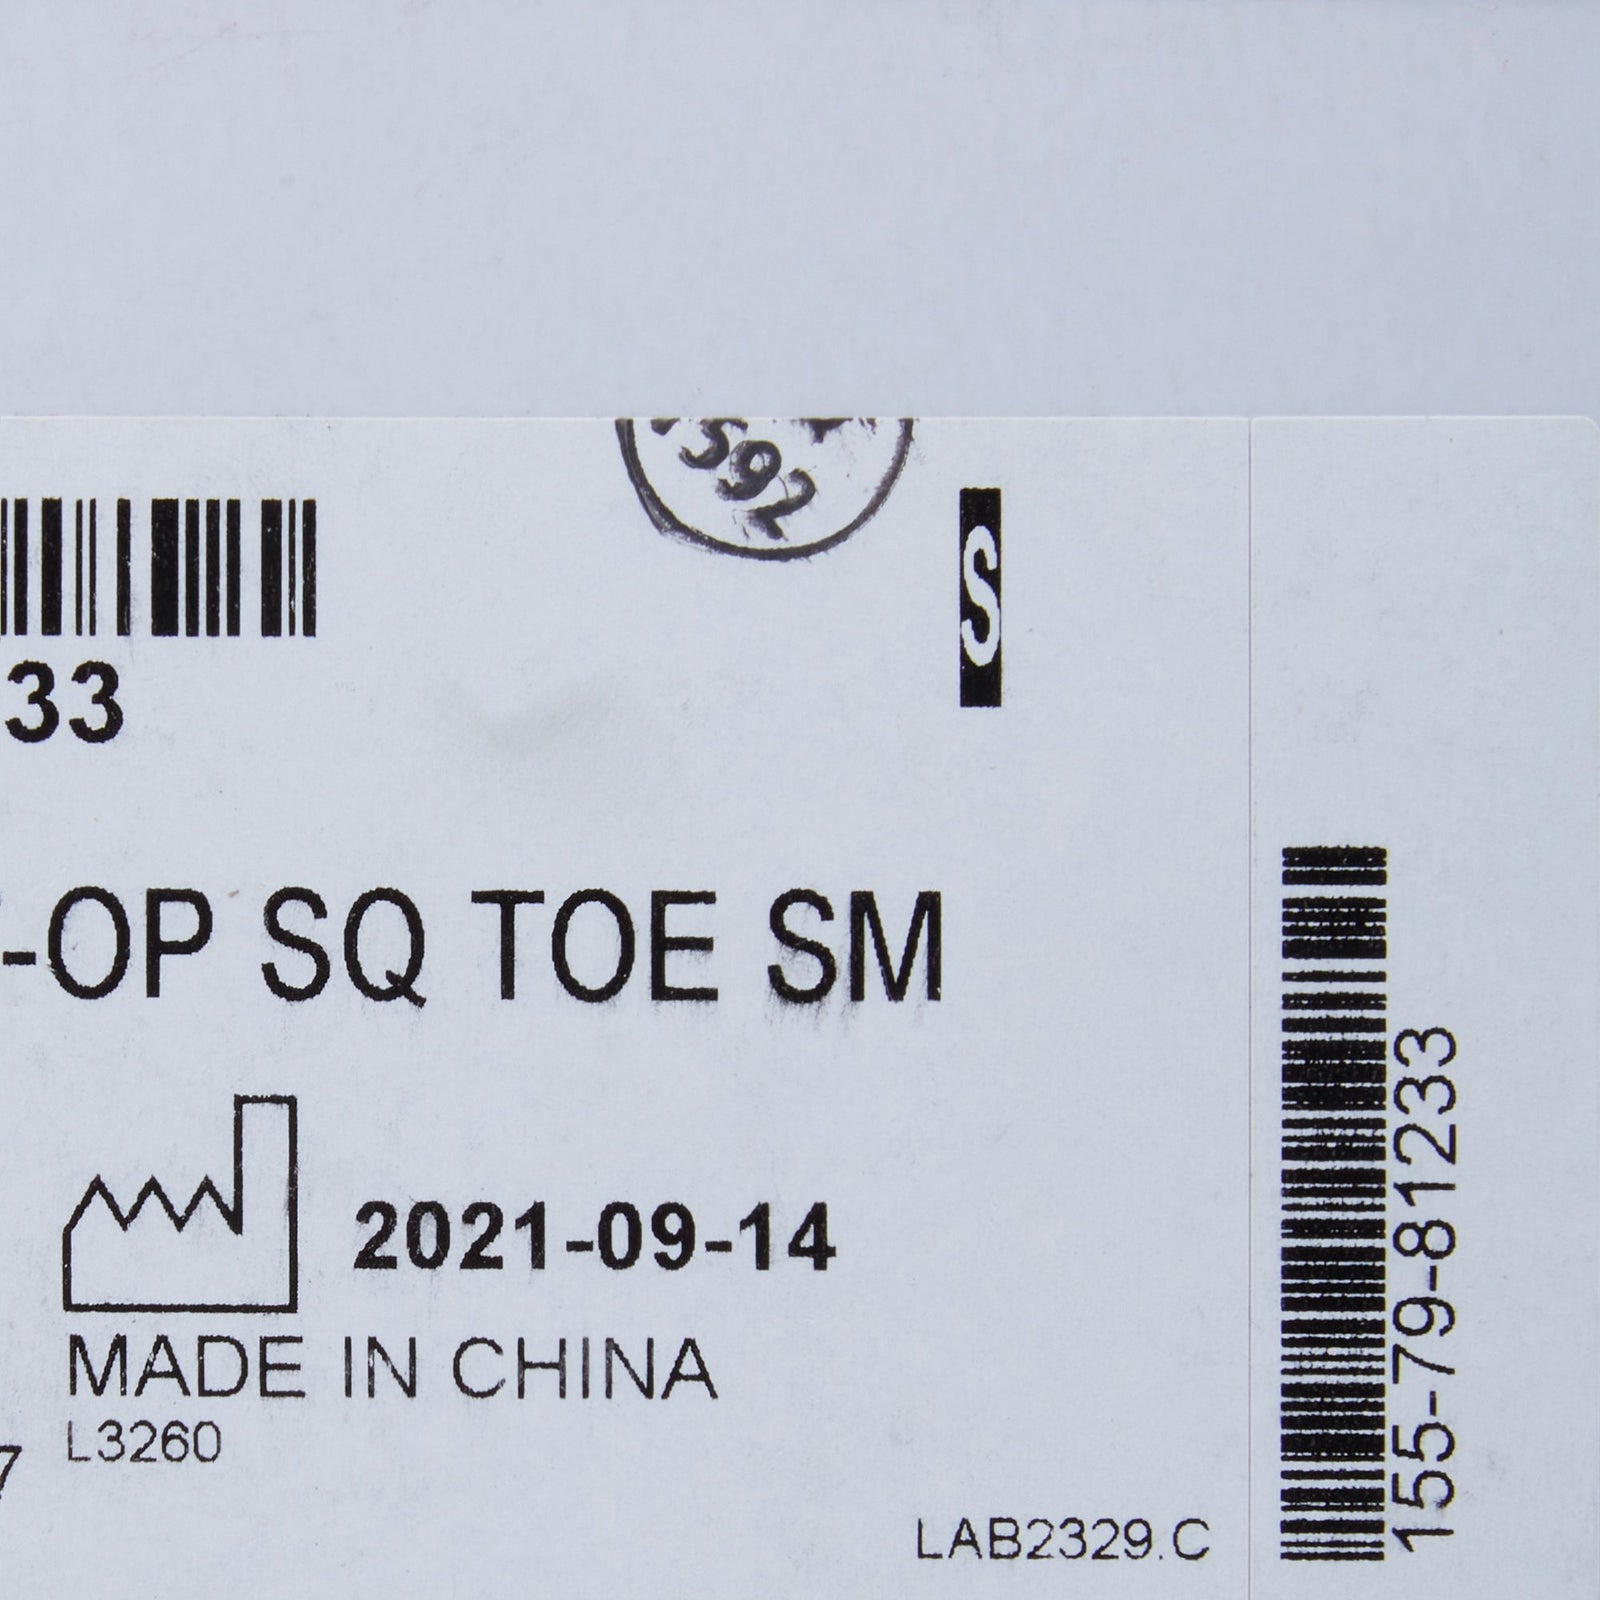 592
S
33
-OP SQ TOE SM
2021-09-14
MADE IN CHINA
L3260
7
LAB2329.C
155-79-81233